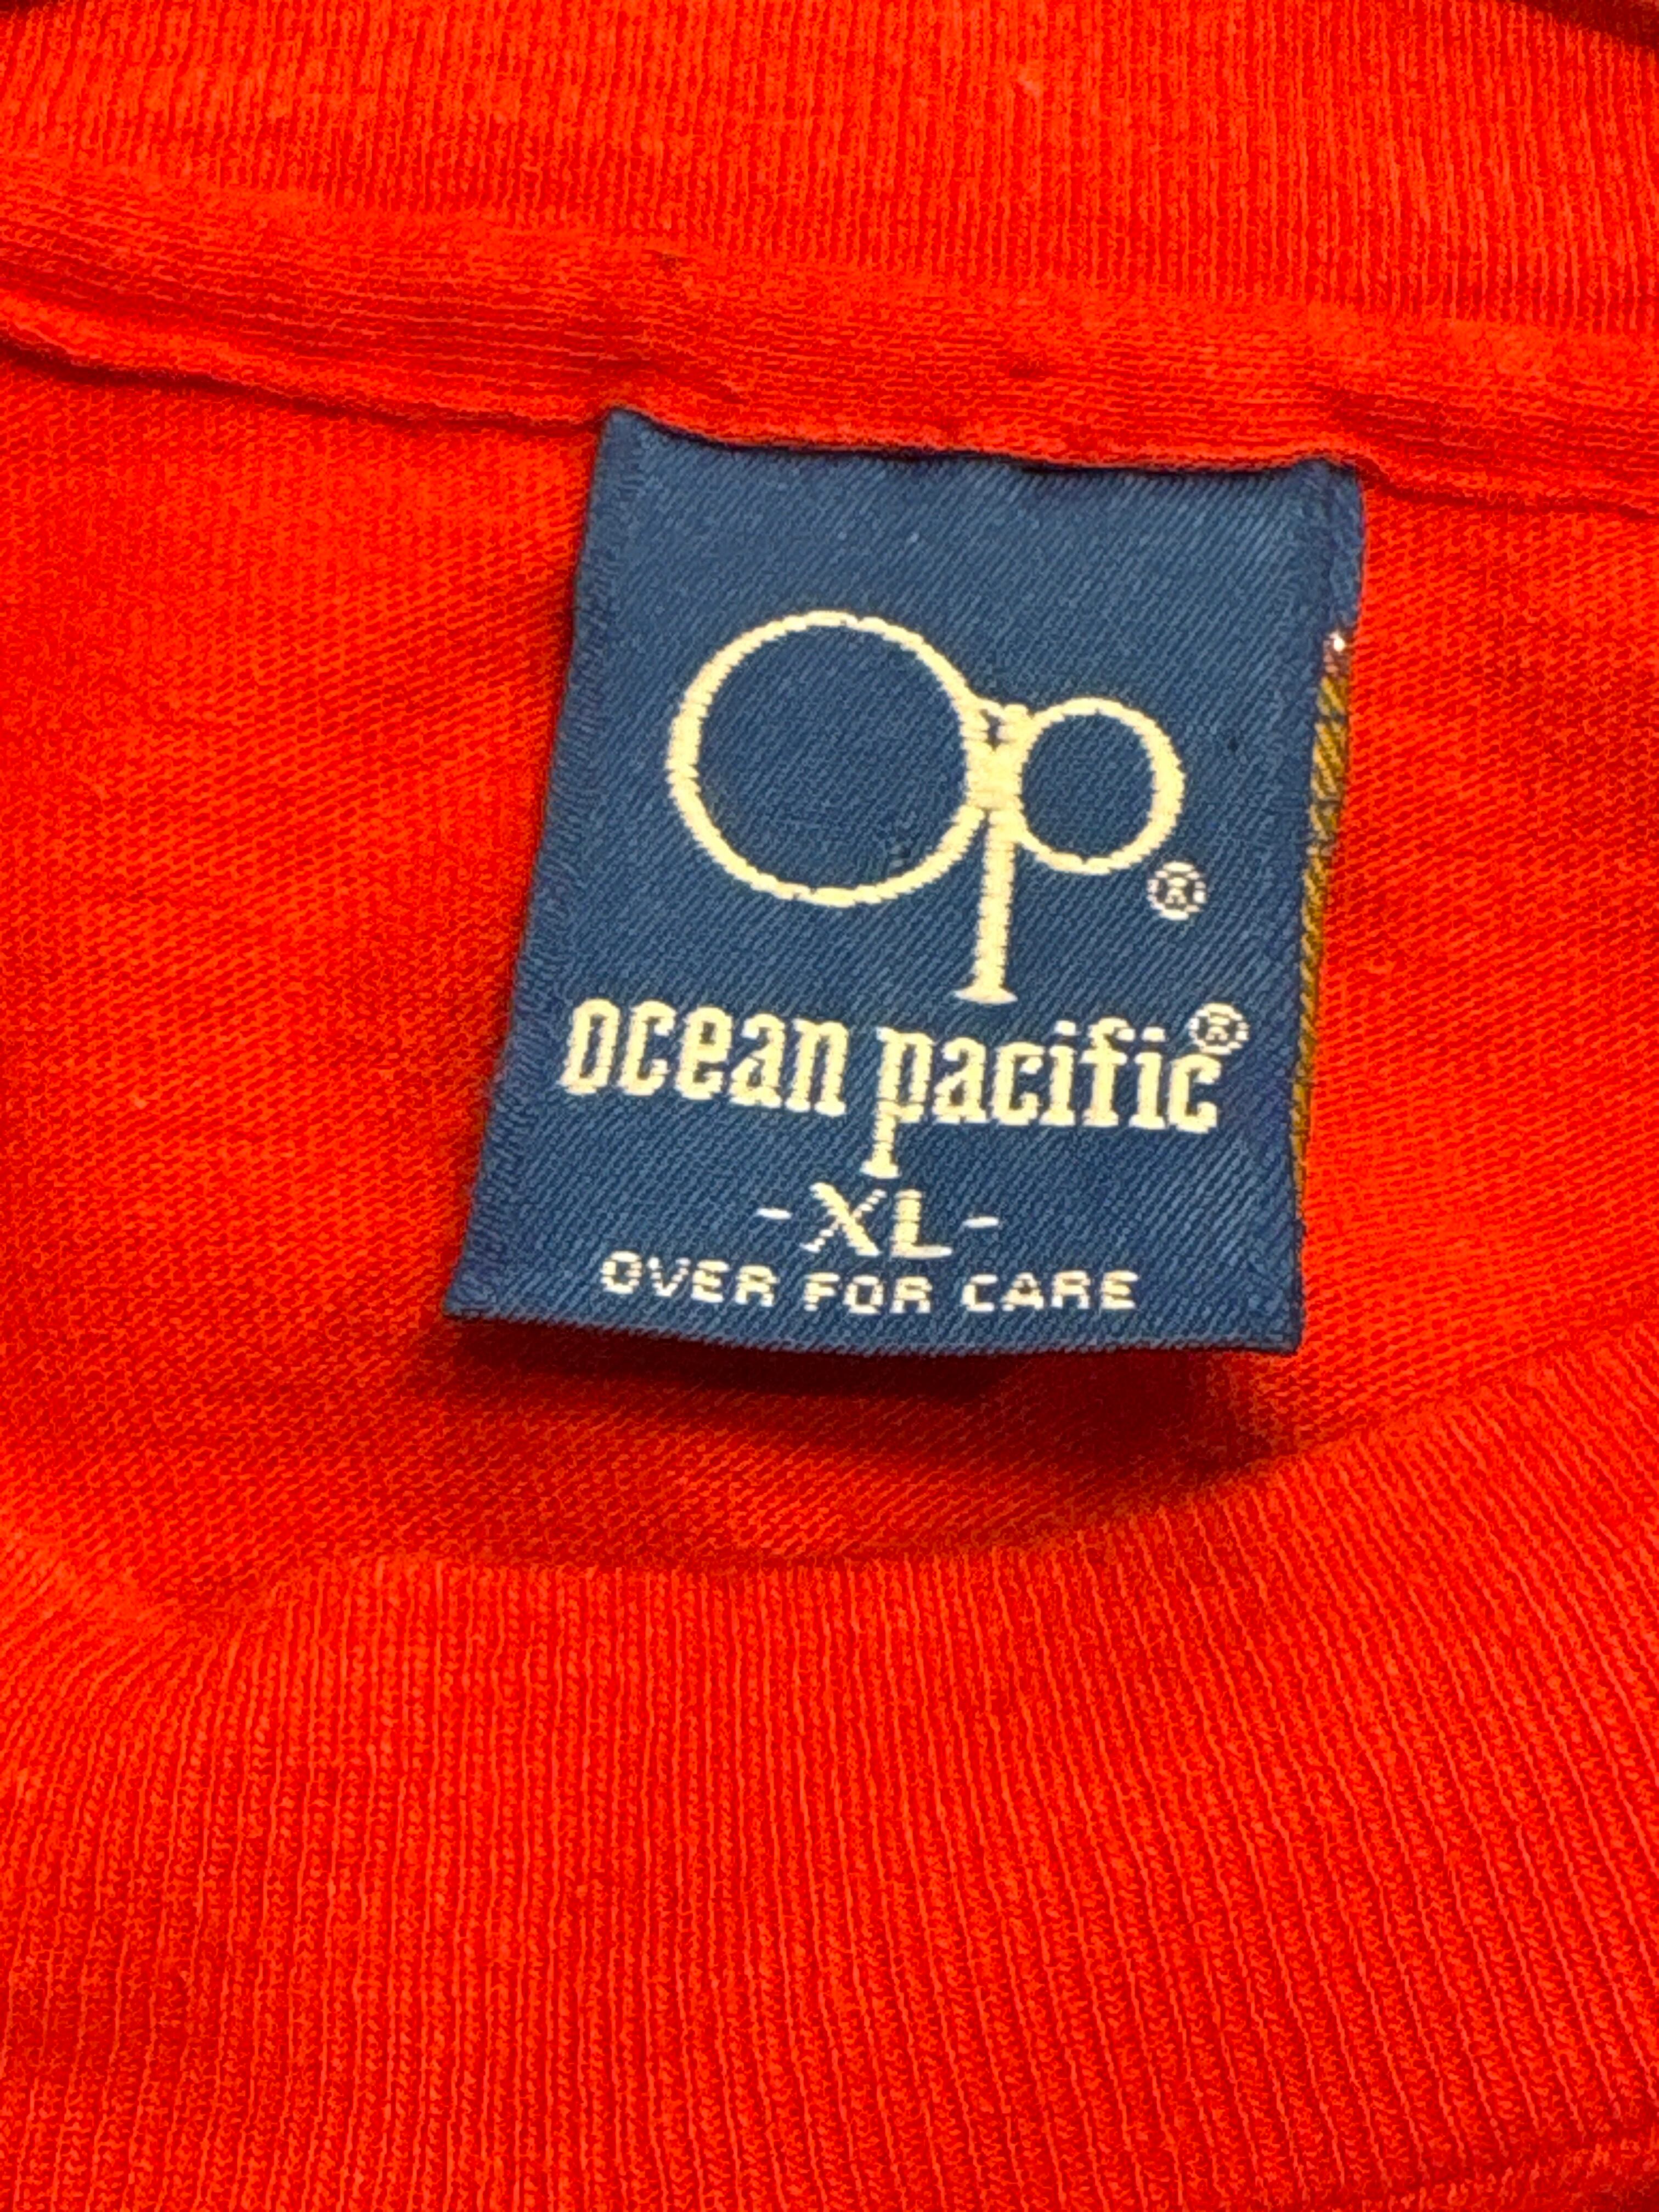 Op®
ocean pacific®
-XL-
OVER FOR CARE